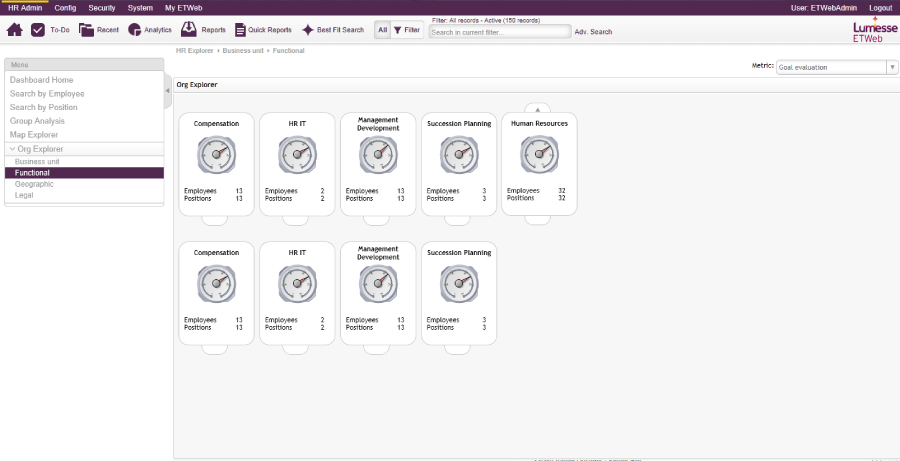 HR Admin Config Security System My ETWeb User: ETWebAdmin Logout
Filter: All records - Active (150 records)
To-Do Recent Analytics Reports Quick Reports Best Fit Search All Filter Search in current filter... Adv. Search
Lumesse
ETWeb
HR Explorer Business unit Functional
Menu
Metric: Goal evaluation
Dashboard Home
Search by Employee
Search by Position
Group Analysis
Map Explorer
Org Explorer
Business unit
Functional
Geographic
Legal
Org Explorer
Compensation
Employees 13
Positions 13
HR IT
Employees 2
Positions 2
Management
Development
Employees 13
Positions 13
Succession Planning
Employees 3
Positions 3
Human Resources
Employees 32
Positions 32
Compensation
Employees 13
Positions 13
HR IT
Employees 2
Positions 2
Management
Development
Employees 13
Positions 13
Succession Planning
Employees 3
Positions 3